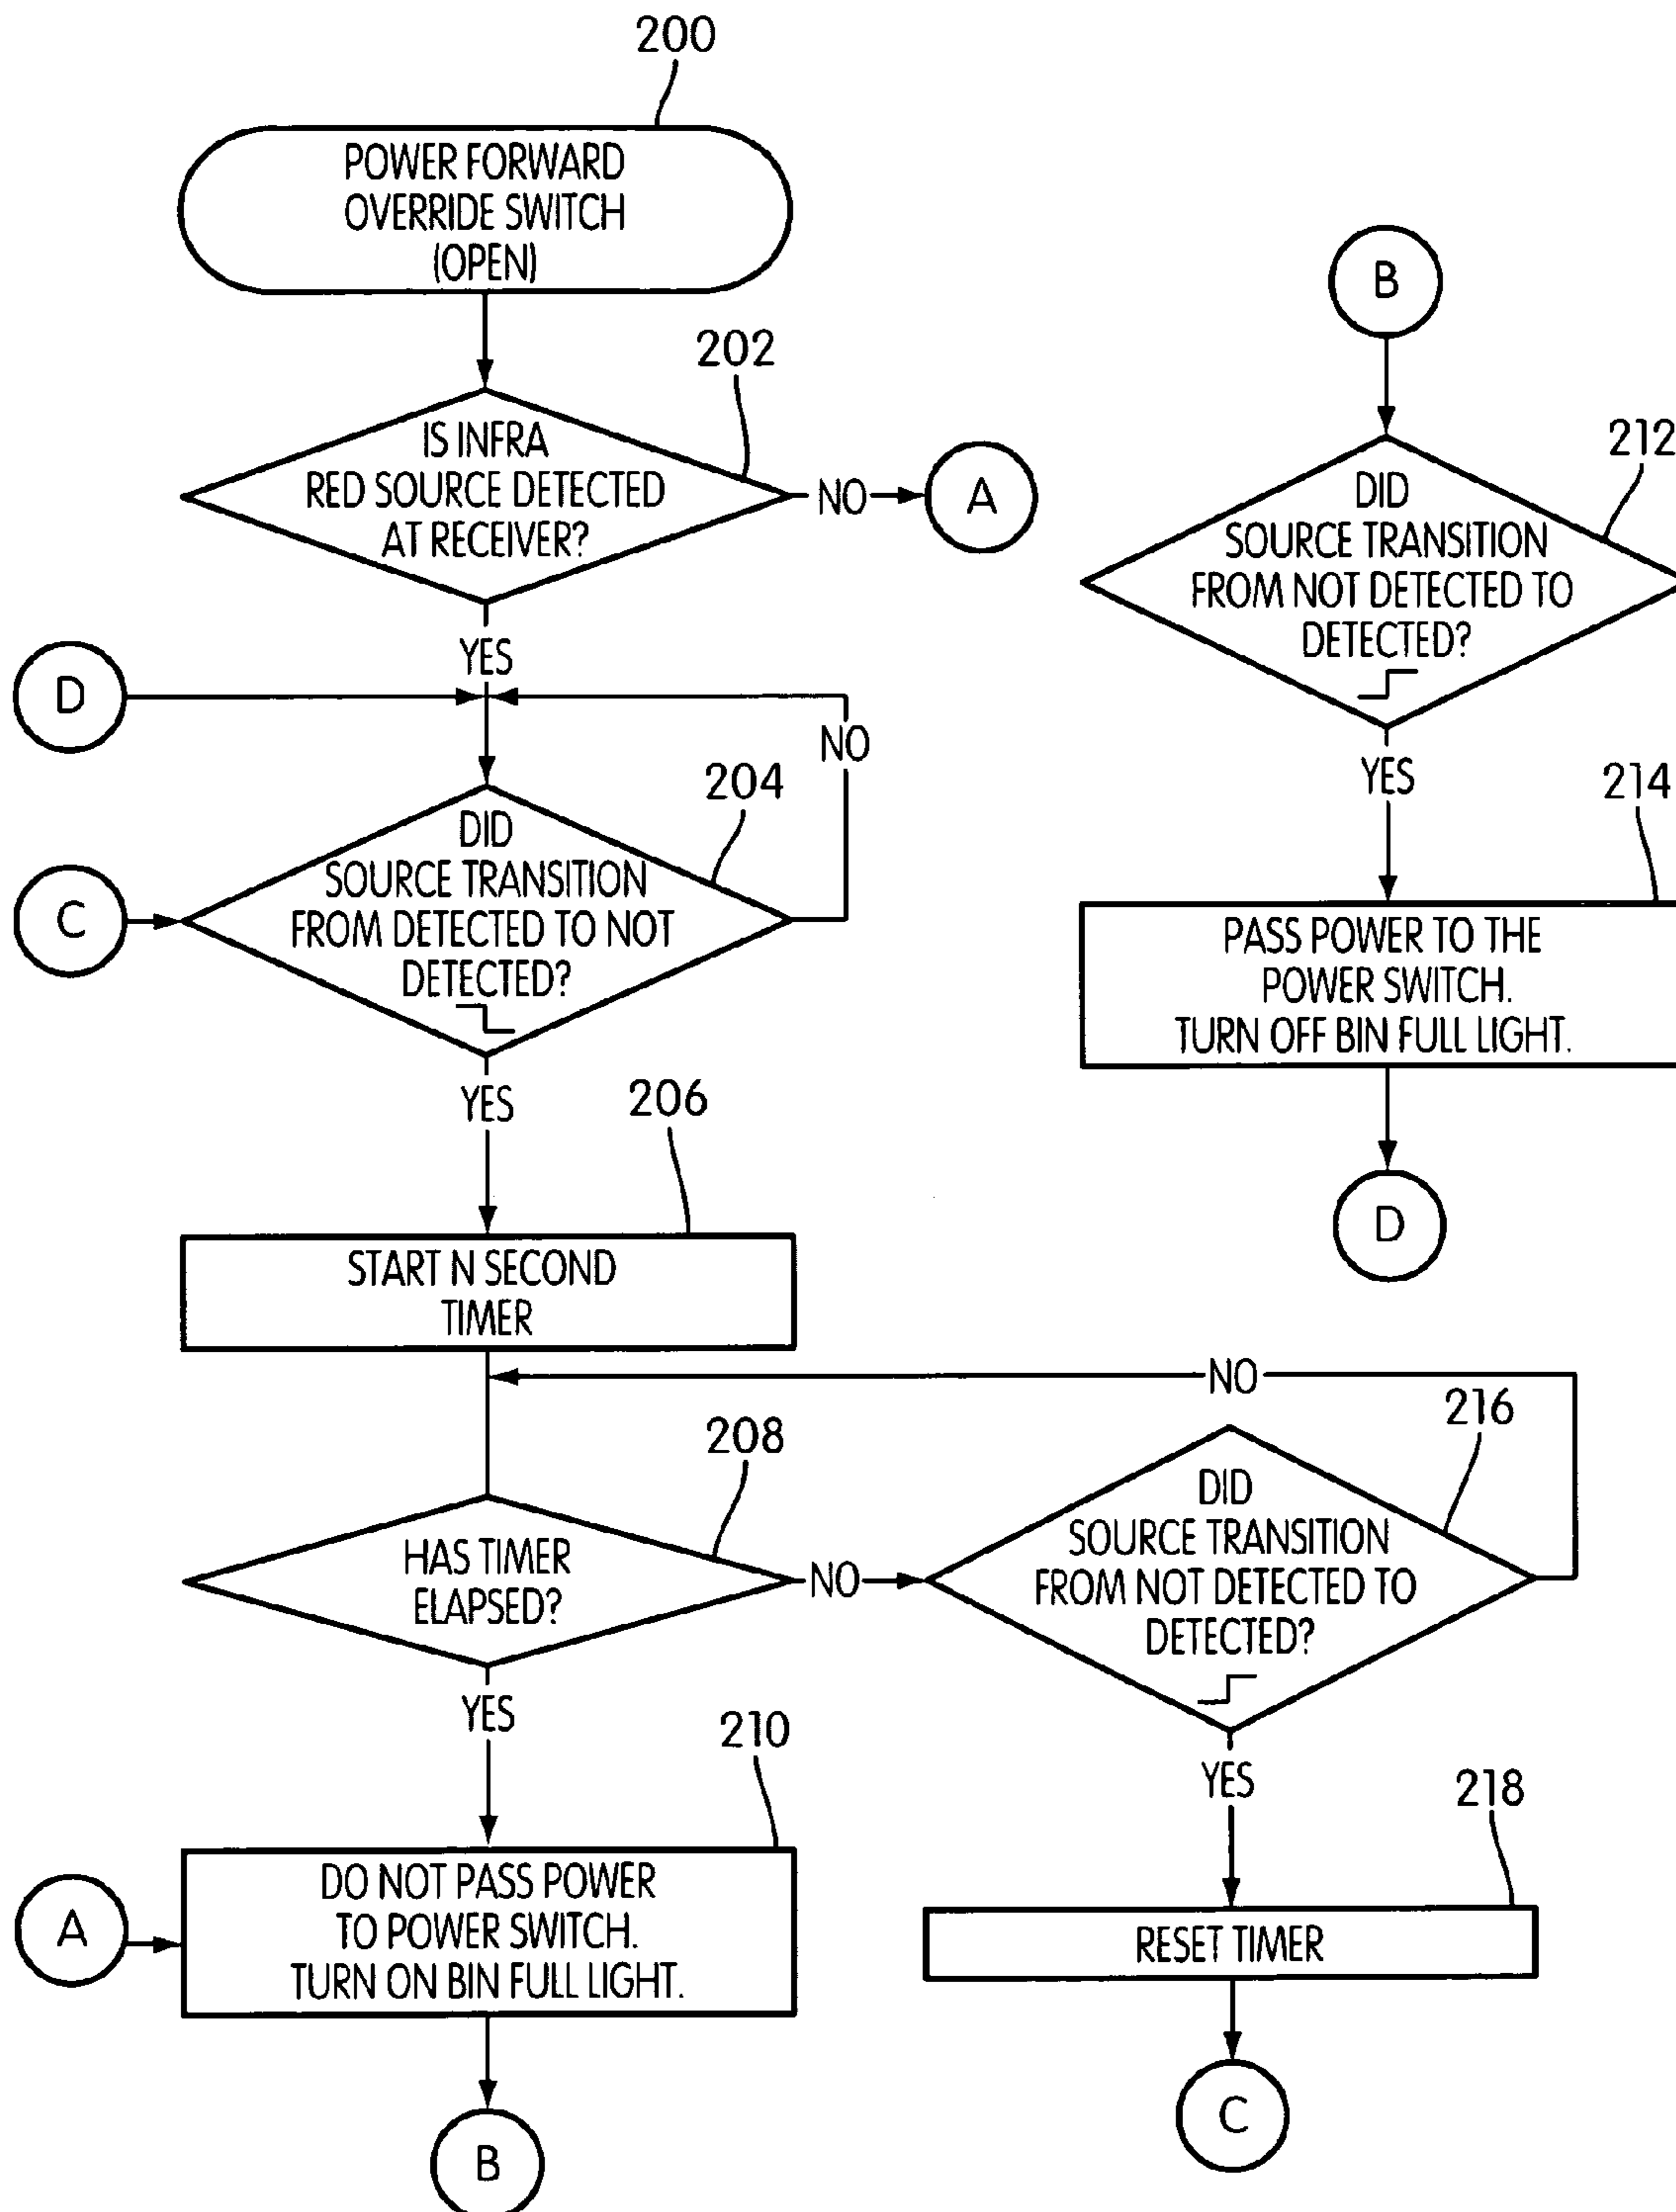 200
POWER FORWARD
OVERRIDE SWITCH
(OPEN)
202
IS INFRA
RED SOURCE DETECTED
AT RECEIVER?
NO
A
YES
D
NO
204
DID
SOURCE TRANSITION
FROM DETECTED TO NOT
DETECTED?
C
YES
206
START N SECOND
TIMER
NO
208
HAS TIMER
ELAPSED?
NO
216
DID
SOURCE TRANSITION
FROM NOT DETECTED TO
DETECTED?
YES
210
A
DO NOT PASS POWER
TO POWER SWITCH.
TURN ON BIN FULL LIGHT.
B
YES
218
RESET TIMER
C
B
212
DID
SOURCE TRANSITION
FROM NOT DETECTED TO
DETECTED?
YES
214
PASS POWER TO THE
POWER SWITCH.
TURN OFF BIN FULL LIGHT.
D